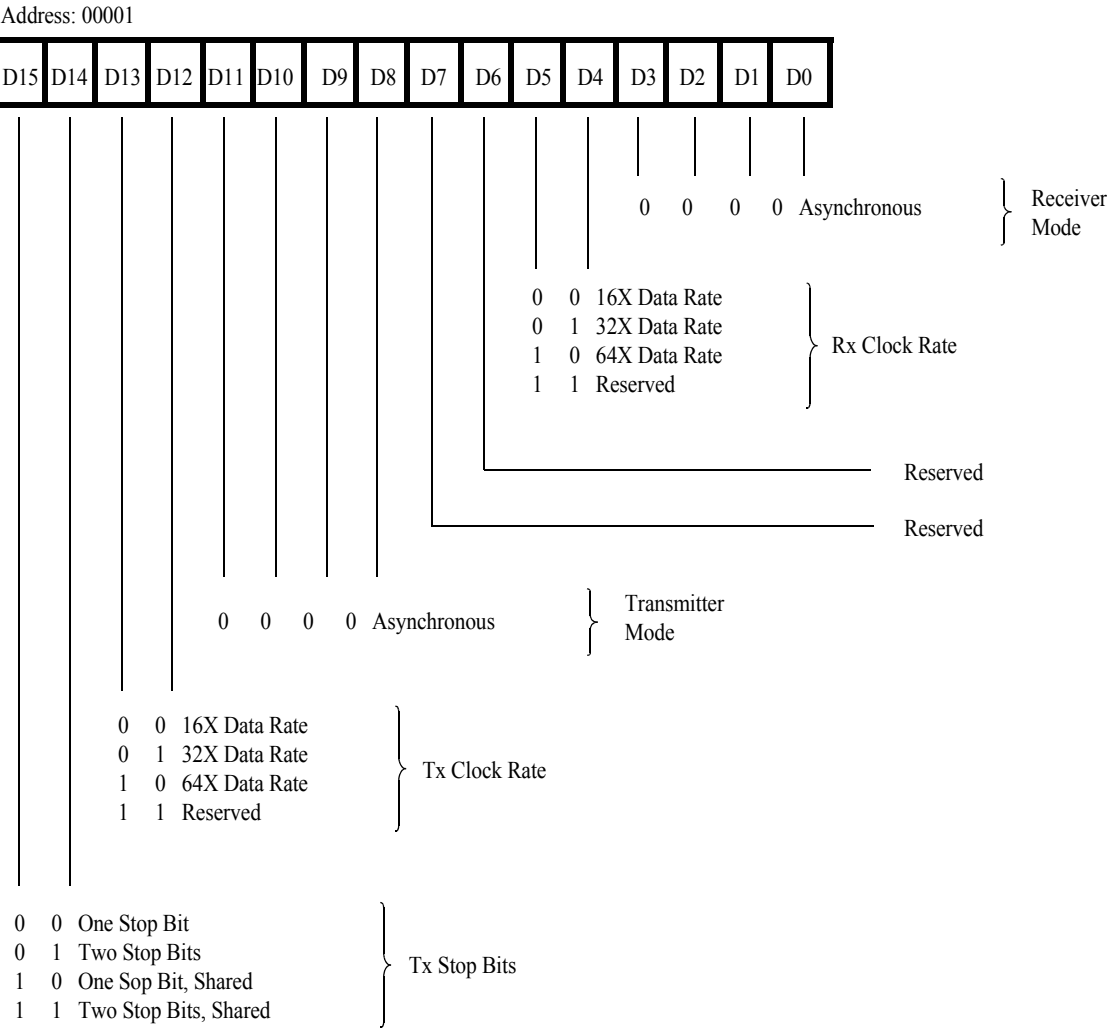 Address: 00001
D15 D14 D13 D12 D11 D10 D9 D8 D7 D6 D5 D4 D3 D2 D1 D0
0 0 0 0 Asynchronous
Receiver
Mode
0 0 16X Data Rate
0 1 32X Data Rate
1 0 64X Data Rate
1 1 Reserved
Rx Clock Rate
Reserved
Reserved
0 0 0 0 Asynchronous
Transmitter
Mode
0 0 16X Data Rate
0 1 32X Data Rate
1 0 64X Data Rate
1 1 Reserved
Tx Clock Rate
0 0 One Stop Bit
0 1 Two Stop Bits
1 0 One Sop Bit, Shared
1 1 Two Stop Bits, Shared
Tx Stop Bits